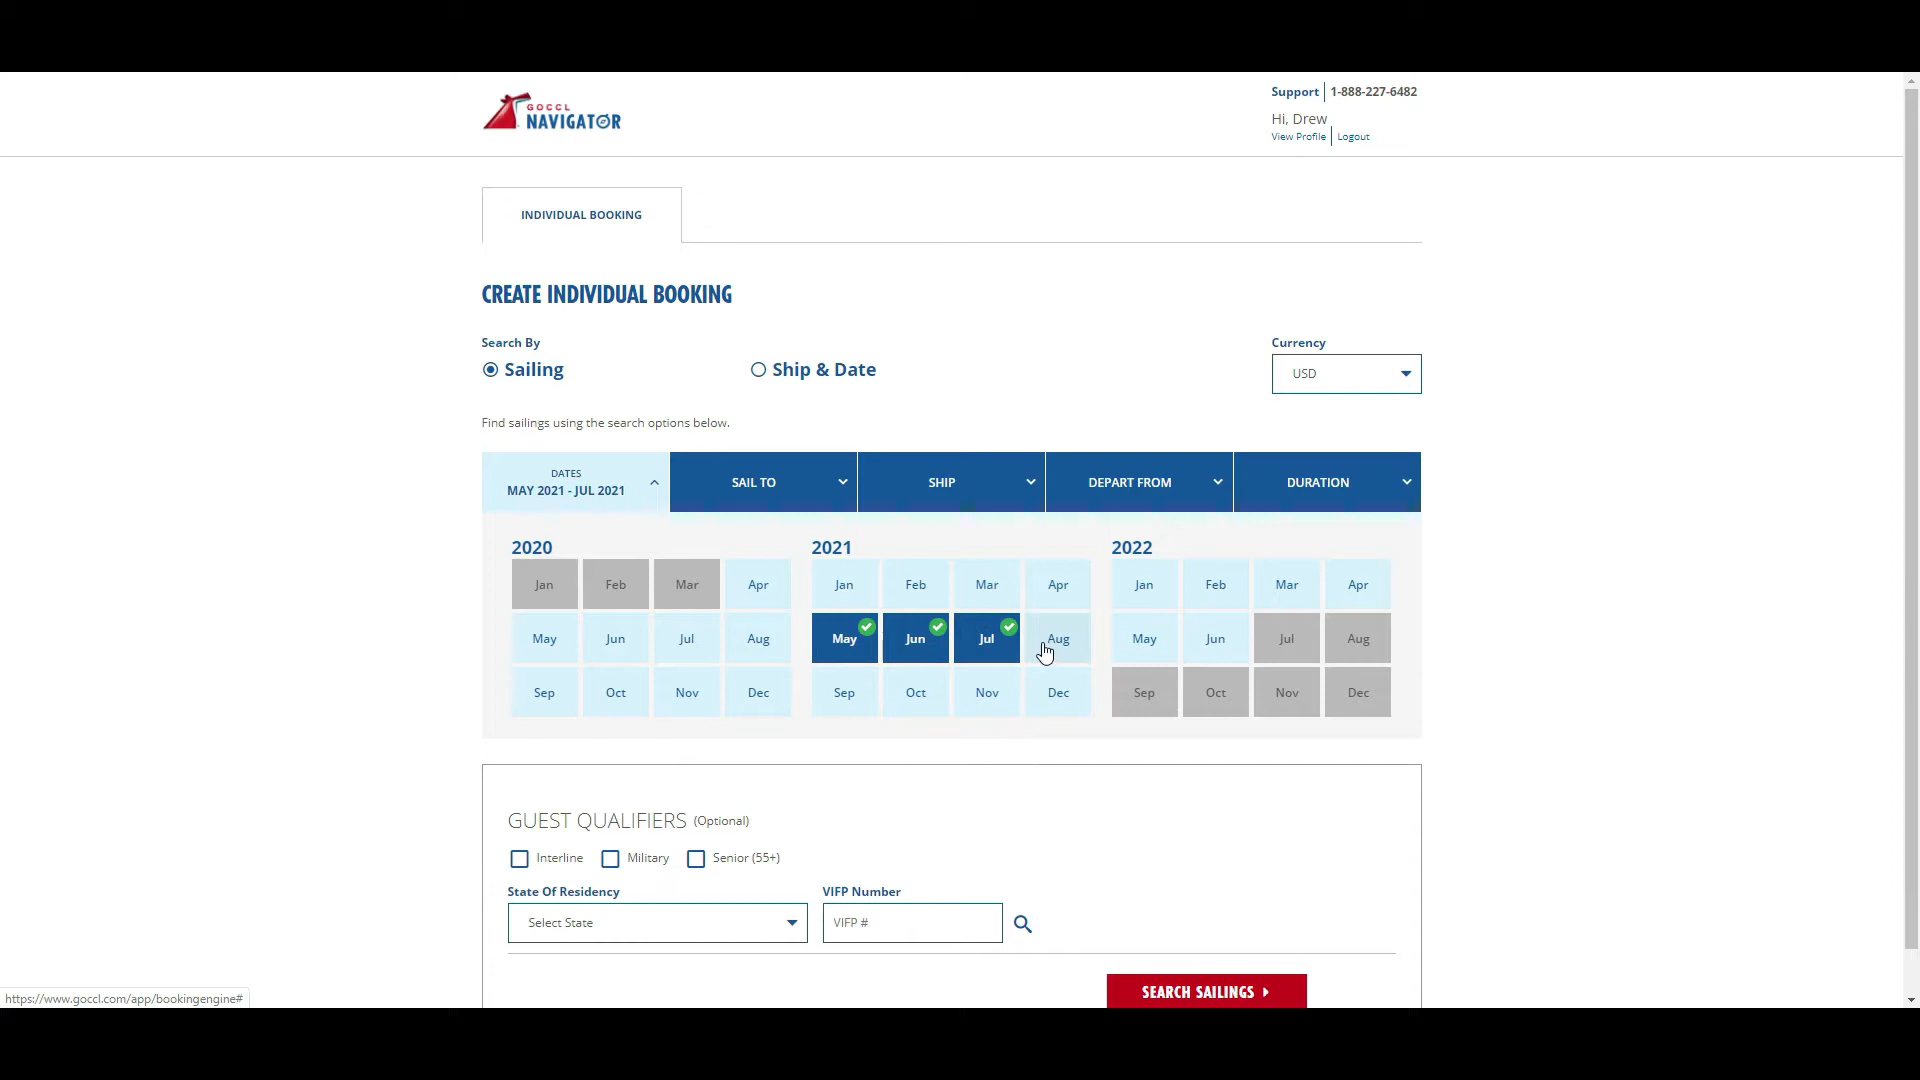 GOCCL
NAVIGATOR
Support 1-888-227-6482
Hi, Drew
View Profile Logout
INDIVIDUAL BOOKING
CREATE INDIVIDUAL BOOKING
Search By
Currency
Sailing Ship & Date
USD
Find sailings using the search options below.
DATES
MAY 2021 - JUL 2021
SAIL TO SHIP DEPART FROM DURATION
2020 2021 2022
Jan Feb Mar Apr Jan Feb Mar Apr Jan Feb Mar Apr
May Jun Jul Aug May Jun Jul Aug May Jun Jul Aug
Sep Oct Nov Dec Sep Oct Nov Dec Sep Oct Nov Dec
GUEST QUALIFIERS (Optional)
Interline Military Senior (55+)
State Of Residency VIFP Number
Select State VIFP #
SEARCH SAILINGS
https://www.goccl.com/app/bookingengine#